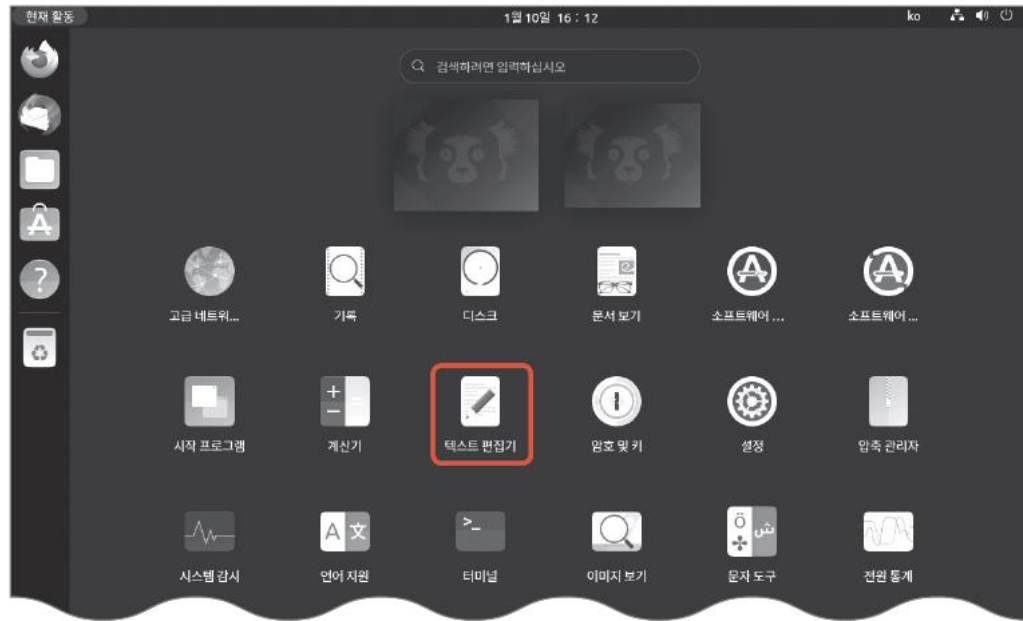 현재 활동
1월 10일 16 : 12
ko
검색하려면 입력하십시오
고급 네트워...
기록
디스크
문서 보기
소프트웨어 ...
소프트웨어 ...
시작 프로그램
계산기
텍스트 편집기
암호 및 키
설정
압축 관리자
시스템 감시
언어 지원
터미널
이미지 보기
문자 도구
전원 통계